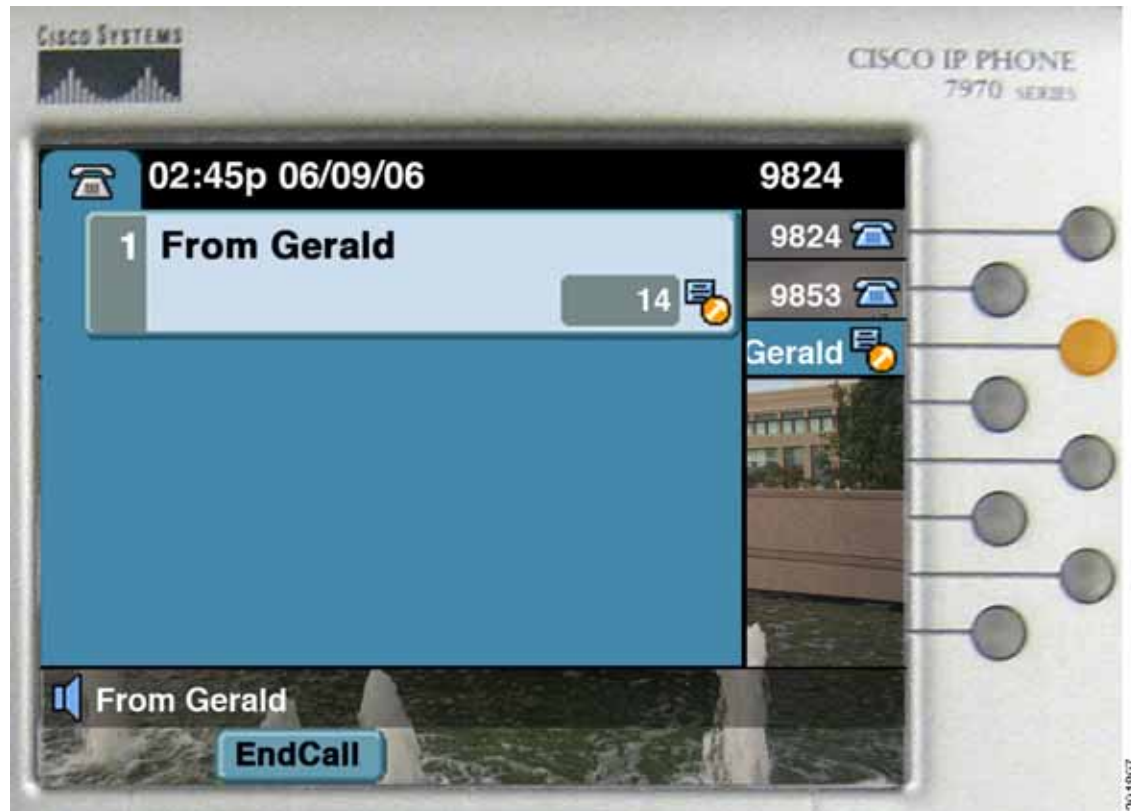 CISCO SYSTEMS
CISCO IP PHONE
7970 SERIES
02:45p 06/09/06
9824
1 From Gerald
14
9824
9853
Gerald
From Gerald
EndCall